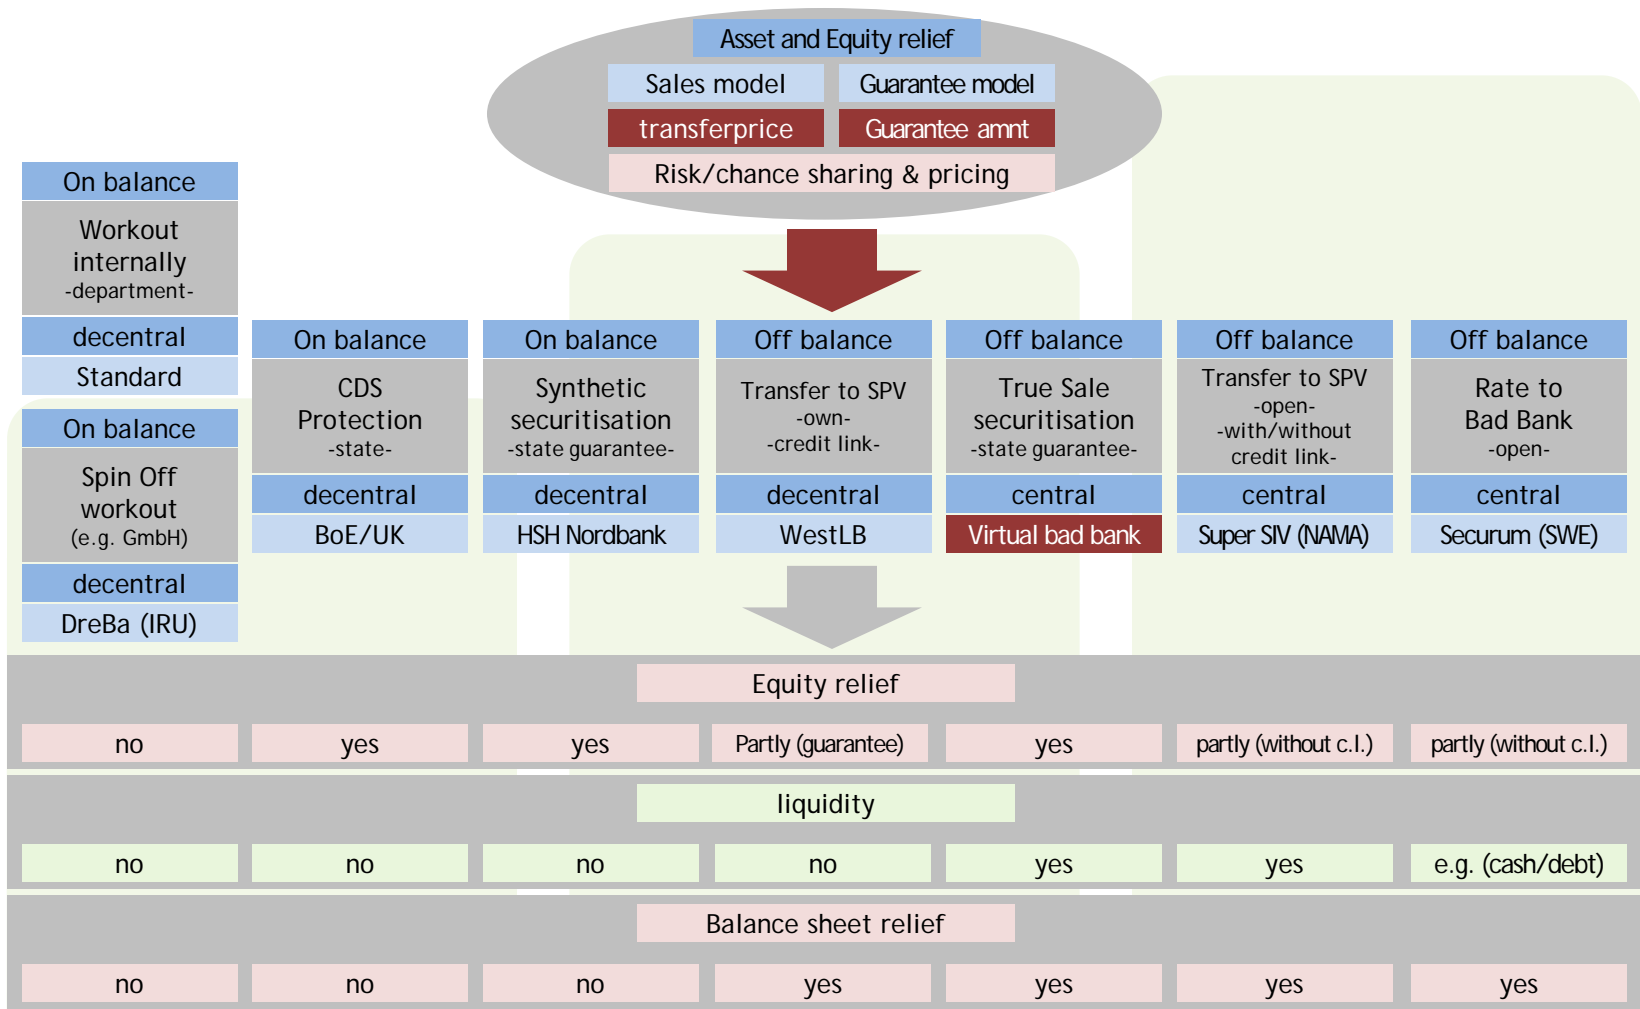 Asset and Equity relief
Sales model
Guarantee model
transferprice
Guarantee amnt
Risk/chance sharing & pricing
On balance
Workout
internally
-department-
decentral
Standard
On balance
Spin Off
workout
(e.g. GmbH)
decentral
DreBa (IRU)
On balance
CDS
Protection
-state-
decentral
BoE/UK
On balance
Synthetic
securitisation
-state guarantee-
decentral
HSH Nordbank
Off balance
Transfer to SPV
-own-
-credit link-
decentral
WestLB
Off balance
True Sale
securitisation
-state guarantee-
central
Virtual bad bank
Off balance
Transfer to SPV
-open-
-with/without
credit link-
central
Super SIV (NAMA)
Off balance
Rate to
Bad Bank
-open-
central
Securum (SWE)
Equity relief
no yes yes Partly (guarantee) yes partly (without c.l.) partly (without c.l.)
liquidity
no no no no yes yes e.g. (cash/debt)
Balance sheet relief
no no no yes yes yes yes